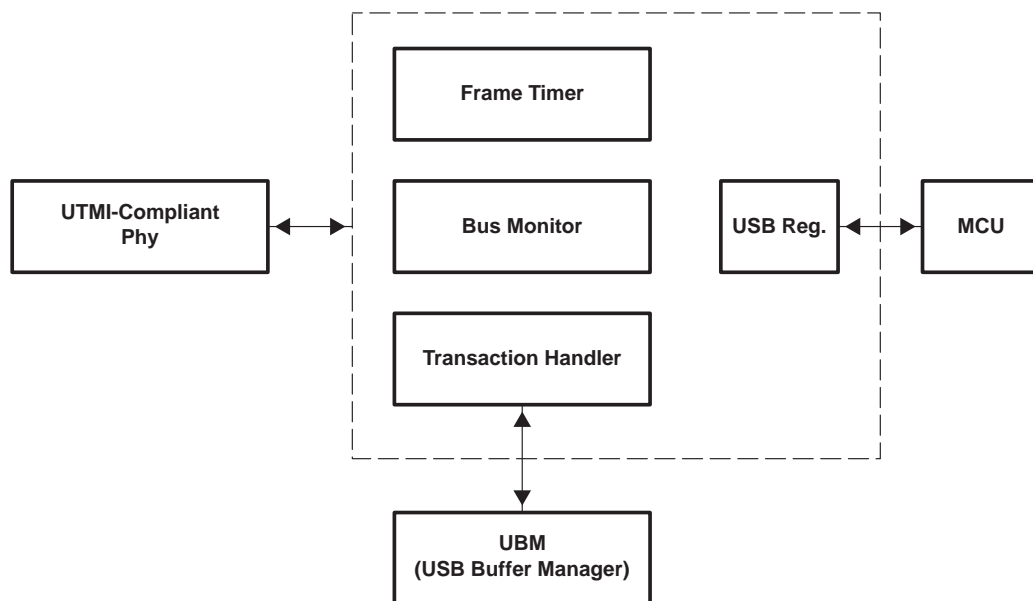 Frame Timer
UTMI-Compliant
Phy
Bus Monitor
USB Reg.
MCU
Transaction Handler
UBM
(USB Buffer Manager)